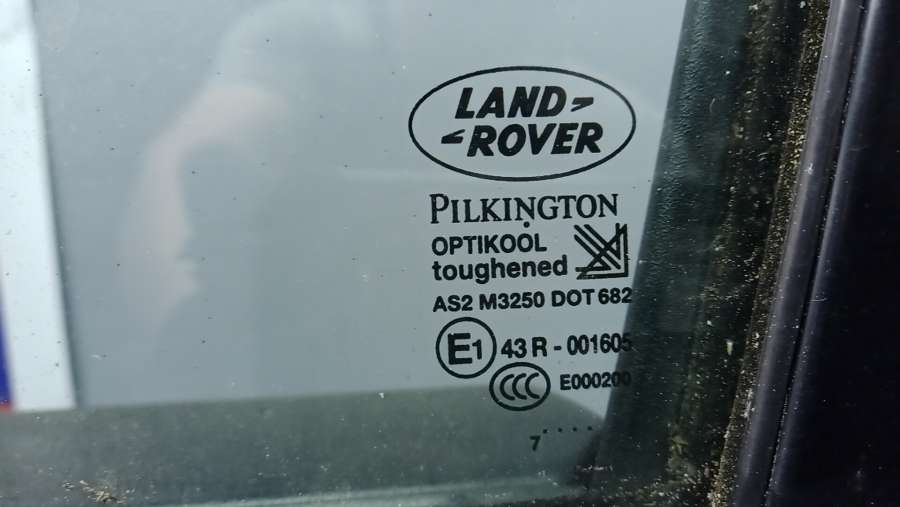 LAND-
-ROVER
PILKINGTON
OPTIKOOL
toughened
AS2 M3250 DOT 682
E1 43 R - 001605
CCC E000200
7 . . . .